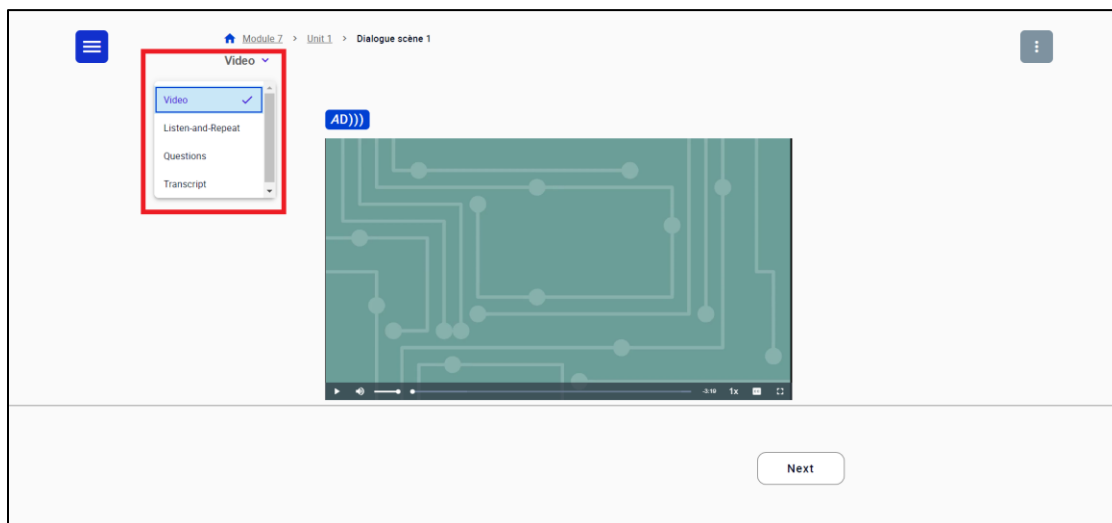 Module 7 > Unit 1 > Dialogue scène 1
Video
Video
Listen-and-Repeat
Questions
Transcript
AD)))
-3:10 1x CC
Next